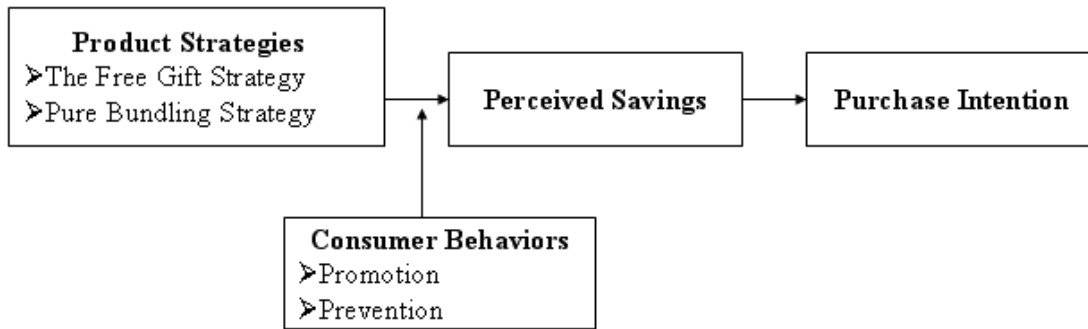 Product Strategies
➢The Free Gift Strategy
➢Pure Bundling Strategy
Perceived Savings
Purchase Intention
Consumer Behaviors
➢Promotion
➢Prevention